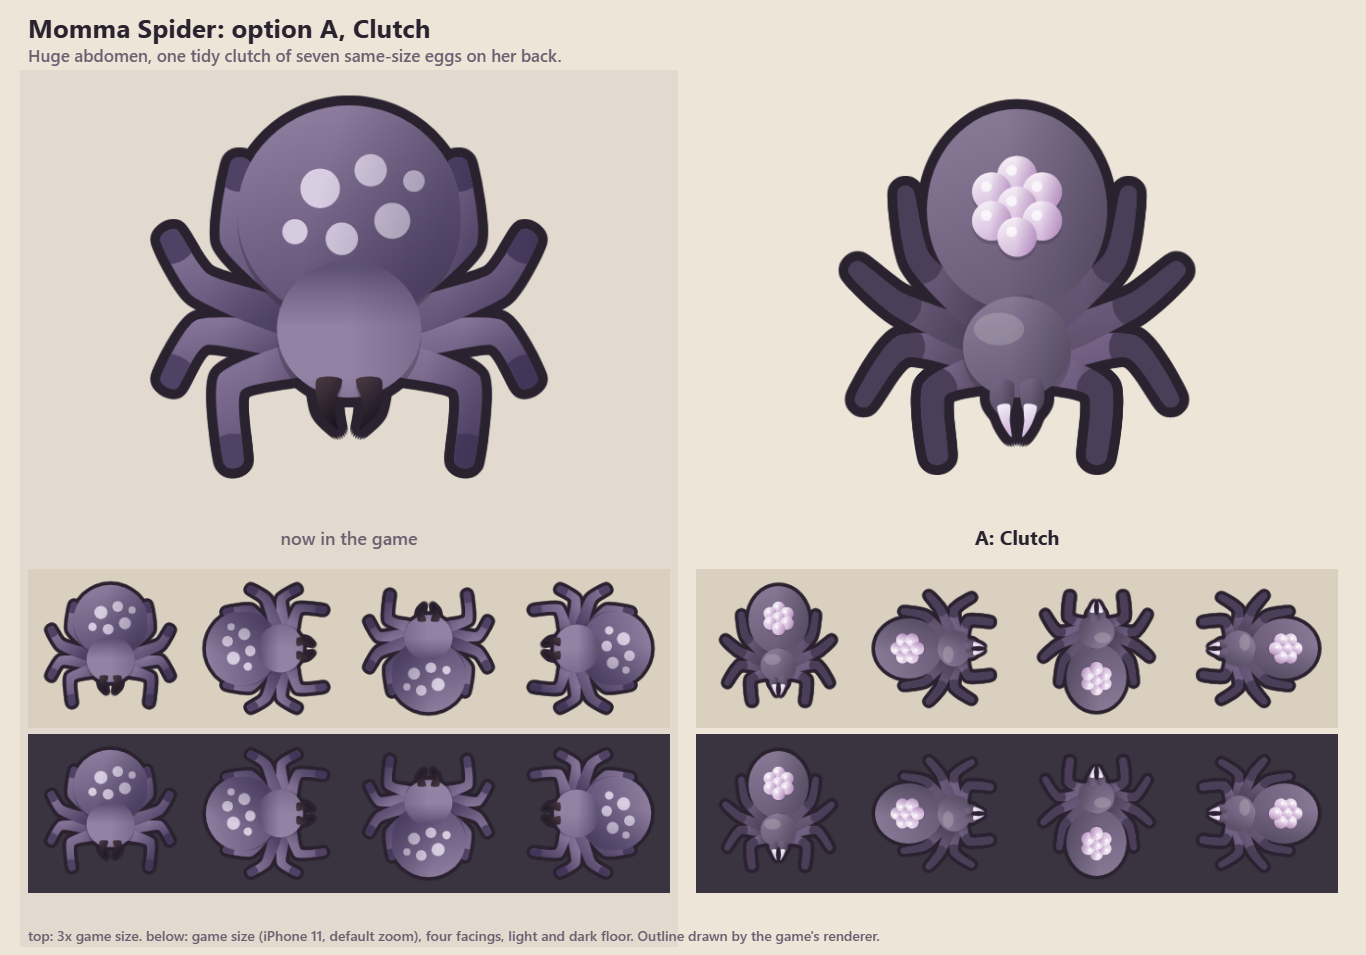 Momma Spider: option A, Clutch
Huge abdomen, one tidy clutch of seven same-size eggs on her back.
now in the game
A: Clutch
top: 3x game size. below: game size (iPhone 11, default zoom), four facings, light and dark floor. Outline drawn by the game's renderer.